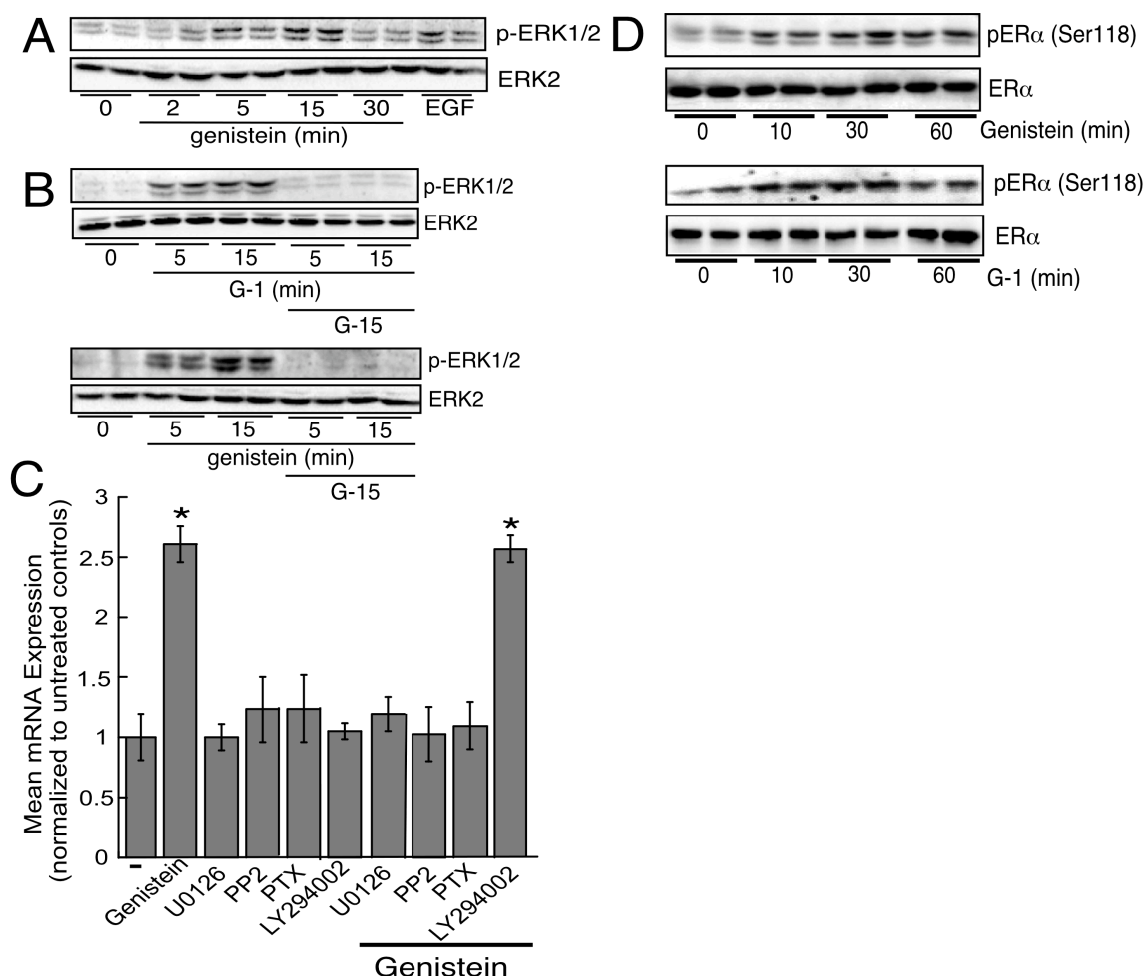 A
p-ERK1/2
ERK2
0 2 5 15 30 EGF
genistein (min)
B
p-ERK1/2
ERK2
0 5 15 5 15
G-1 (min)
G-15
p-ERK1/2
ERK2
0 5 15 5 15
genistein (min)
G-15
C
Mean mRNA Expression
(normalized to untreated controls)
3
2.5
2
1.5
1
0.5
0
* *
- Genistein U0126 PP2 PTX LY294002 U0126 PP2 PTX LY294002
Genistein
D
pERα (Ser118)
ERα
0 10 30 60 Genistein (min)
pERα (Ser118)
ERα
0 10 30 60 G-1 (min)